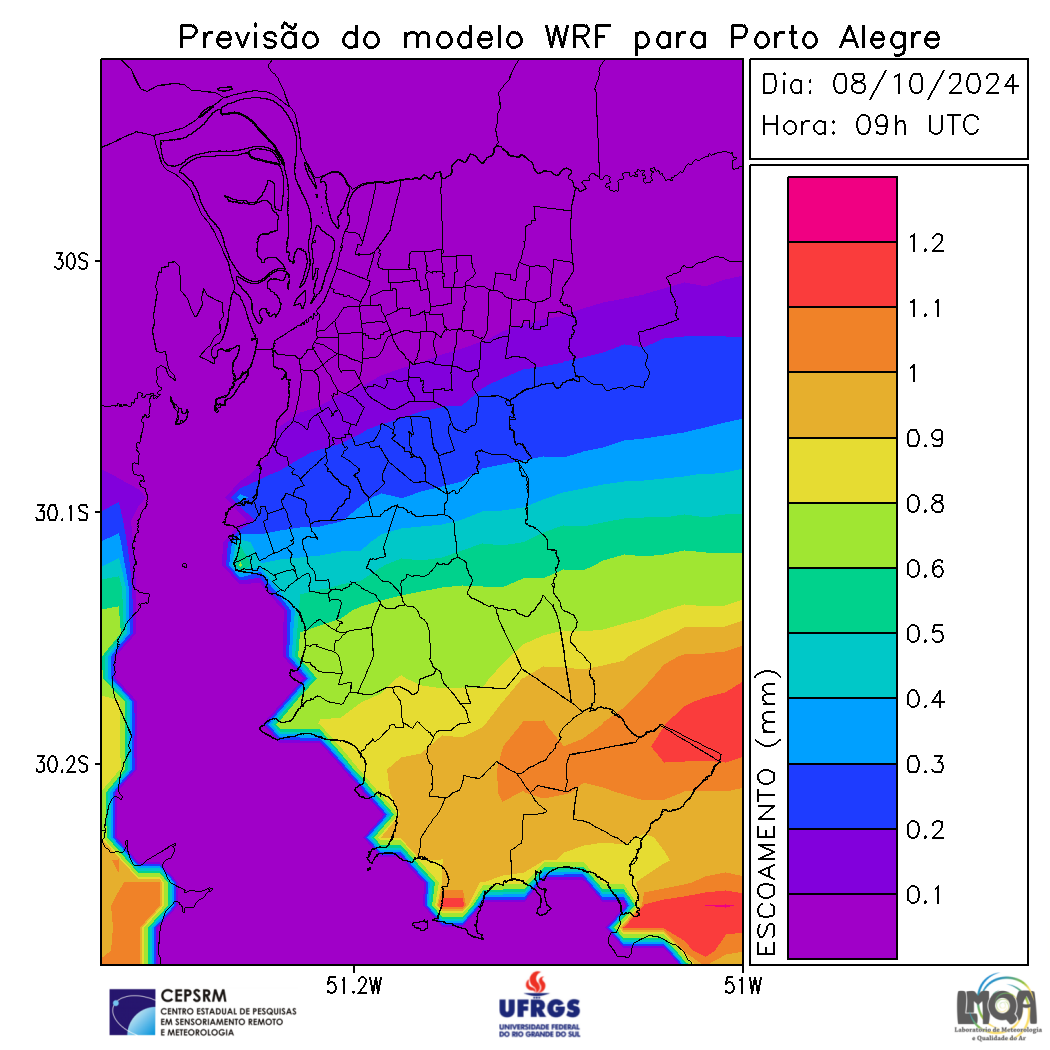 Previsão do modelo WRF para Porto Alegre
Dia: 08/10/2024
Hora: 09h UTC
30S
30.1S
30.2S
51.2W
51W
1.2
1.1
1
0.9
0.8
0.6
0.5
0.4
0.3
0.2
0.1
ESCOAMENTO (mm)
CEPSRM
CENTRO ESTADUAL DE PESQUISAS
EM SENSORIAMENTO REMOTO
E METEOROLOGIA
UFRGS
UNIVERSIDADE FEDERAL
DO RIO GRANDE DO SUL
LMQA
Laboratório de Meteorologia
e Qualidade do Ar